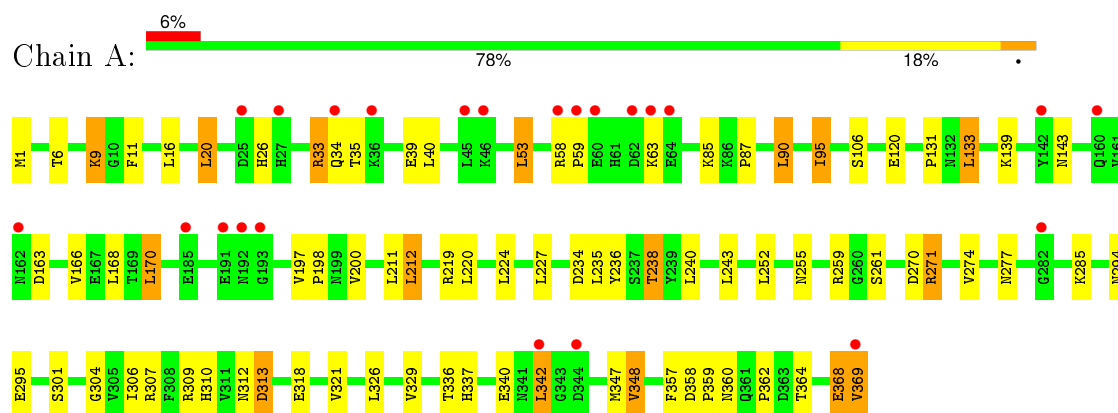 6%
Chain A:
78% 18% •
M1 T6 K9 G10 F11 L16 L20 D25 H26 H27 R33 Q34 T35 K36 E39 L40 L45 K46 L53 R58 P59 E60 H61 D62 K63 E64 K85 K86 P87 L90 I95 S106 E120 P131 N132 L133 K139 Y142 N143 Q160
N162 D163 V166 E167 L168 T169 L170 E185 E191 N192 G193 V197 P198 N199 V200 L211 L212 R219 L220 L224 L227 D234 L235 Y236 S237 T238 Y239 L240 L243 L252 N255 R259 G260 S261 D270 R271 V274 N277 G282 K285
E295 S301 G304 V305 I306 R307 F308 R309 H310 V311 N312 D313 E318 V321 L326 V329 T336 H337 E340 N341 L342 G343 D344 M347 V348 F357 D358 P359 N360 Q361 P362 D363 T364 E368 V369